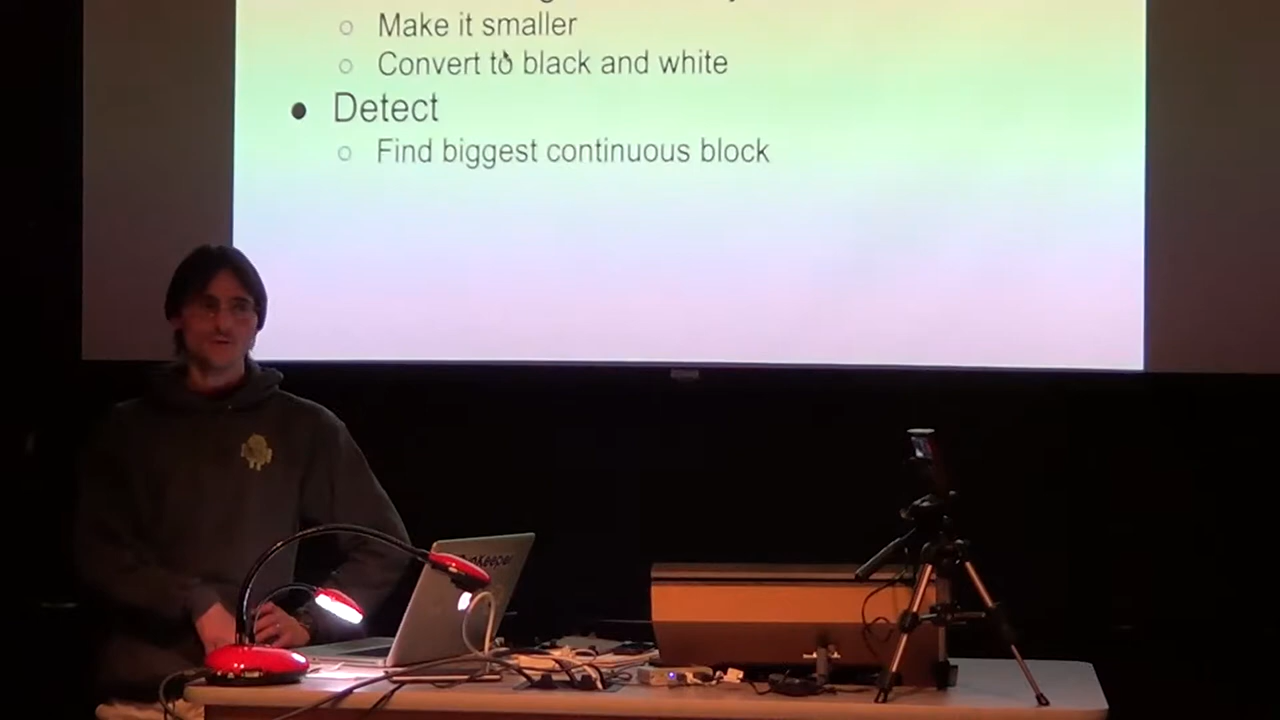 Make it smaller
Convert to black and white
Detect
Find biggest continuous block